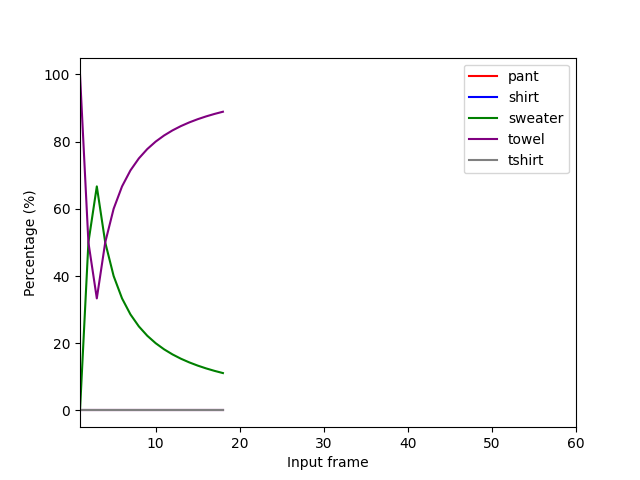 100
80
60
40
20
0
Percentage (%)
10 20 30 40 50 60
Input frame
pant
shirt
sweater
towel
tshirt